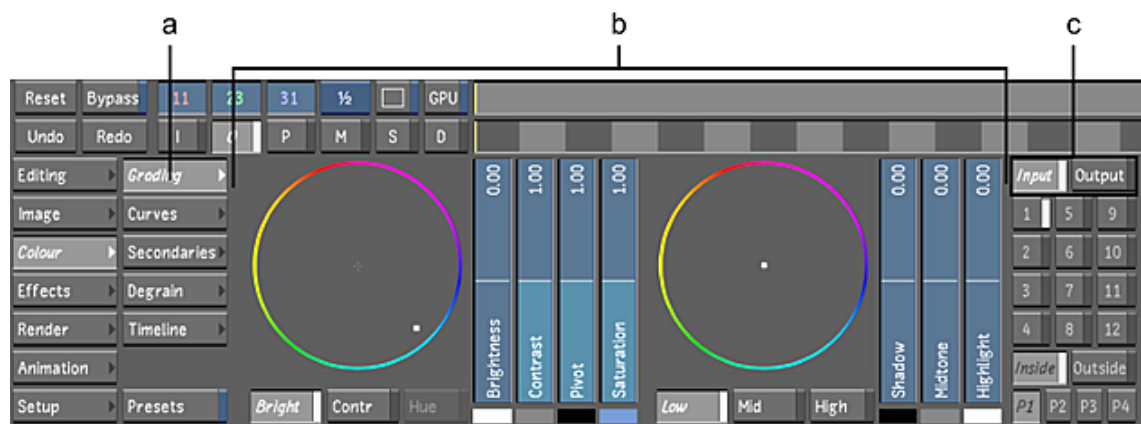 a b c
Reset Bypass 11 23 31 ½ GPU
Undo Redo I P M S D
Editing Grading
Image Curves
Colour Secondaries
Effects Degrain
Render Timeline
Animation
Setup Presets
Bright Contr Hue
Brightness 0.00
Contrast 1.00
Pivot 1.00
Saturation 1.00
Low Mid High
Shadow 0.00
Midtone 0.00
Highlight 0.00
Input Output
1 5 9
2 6 10
3 7 11
4 8 12
Inside Outside
P1 P2 P3 P4